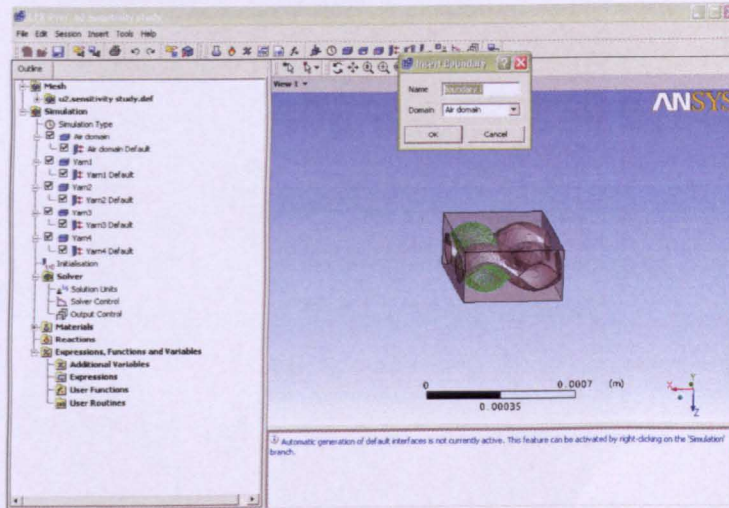 File Edit Session Insert Tools Help
Outline
Mesh
u2.sensitivity study.def
Simulation
Simulation Type
Air domain
Air domain Default
Yarn1
Yarn1 Default
Yarn2
Yarn2 Default
Yarn3
Yarn3 Default
Yarn4
Yarn4 Default
Initialisation
Solver
Solution Units
Solver Control
Output Control
Materials
Reactions
Expressions, Functions and Variables
Additional Variables
Expressions
User Functions
User Routines
View 1
Insert Boundary
Name
Domain Air domain
OK Cancel
ANSYS
0 0.0007 (m)
0.00035
X Y Z
Automatic generation of default interfaces is not currently active. This feature can be activated by right-clicking on the 'Simulation'
branch.